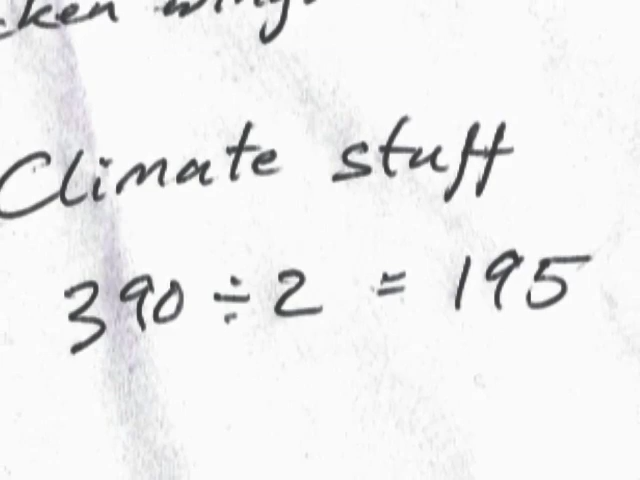 Climate stuff
390 ÷ 2 = 195